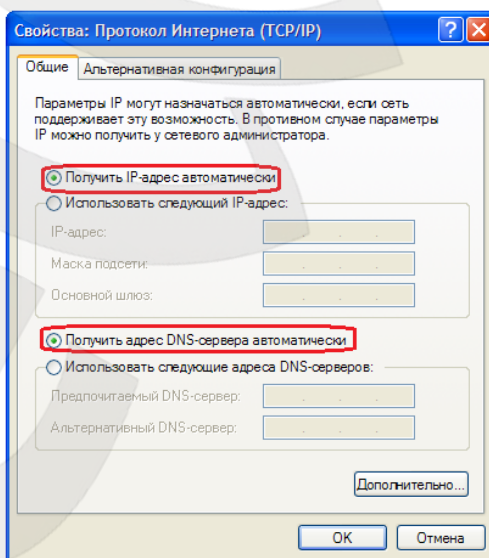 Свойства: Протокол Интернета (TCP/IP)
Общие
Альтернативная конфигурация
Параметры IP могут назначаться автоматически, если сеть
поддерживает эту возможность. В противном случае параметры
IP можно получить у сетевого администратора.
Получить IP-адрес автоматически
Использовать следующий IP-адрес:
IP-адрес:
Маска подсети:
Основной шлюз:
Получить адрес DNS-сервера автоматически
Использовать следующие адреса DNS-серверов:
Предпочитаемый DNS-сервер:
Альтернативный DNS-сервер:
Дополнительно...
OK
Отмена